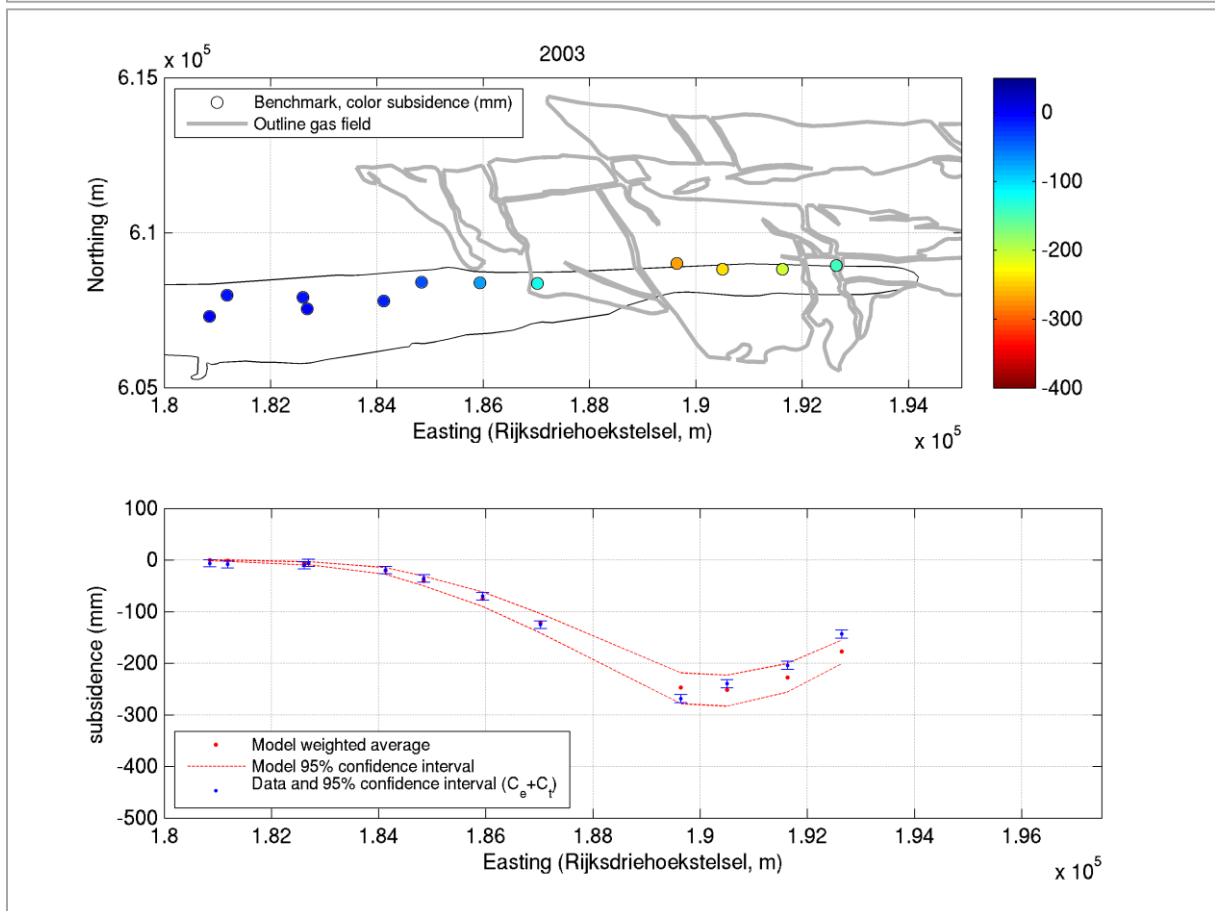 2003
x 10^5
6.15
6.1
6.05
Northing (m)
Benchmark, color subsidence (mm)
Outline gas field
1.8 1.82 1.84 1.86 1.88 1.9 1.92 1.94
Easting (Rijksdriehoekstelsel, m)
x 10^5
0
-100
-200
-300
-400
100
0
-100
-200
-300
-400
-500
subsidence (mm)
Model weighted average
Model 95% confidence interval
Data and 95% confidence interval (C_e+C_t)
1.8 1.82 1.84 1.86 1.88 1.9 1.92 1.94 1.96
Easting (Rijksdriehoekstelsel, m)
x 10^5